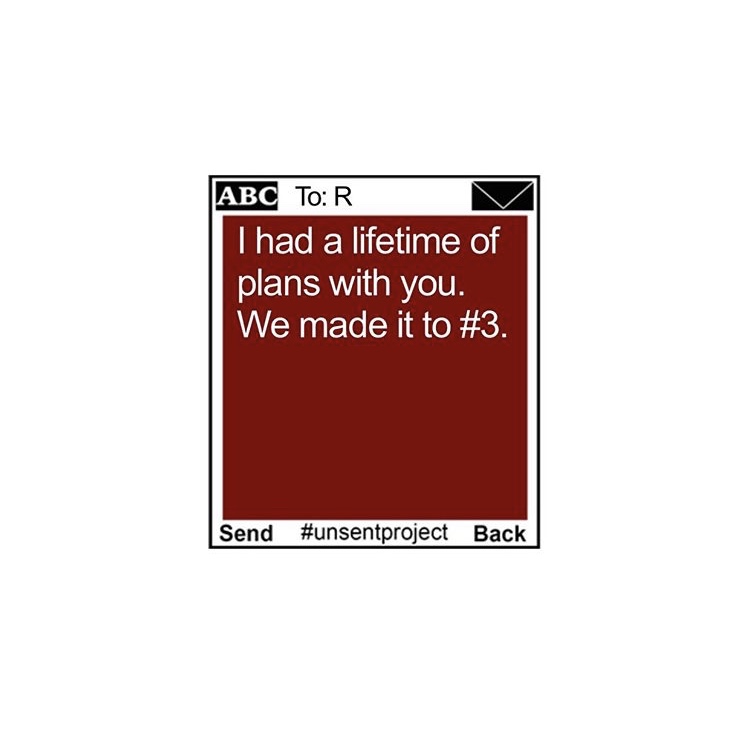 ABC To: R
I had a lifetime of
plans with you.
We made it to #3.
Send #unsentproject Back